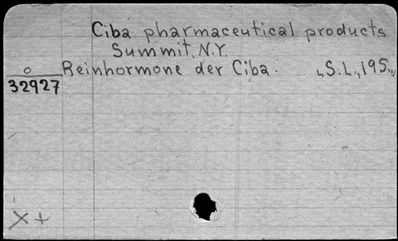 Ciba pharmaceutical products
Summit, N.Y.
o Reinhormone der Ciba. „S.L., 195..,
32927
X+